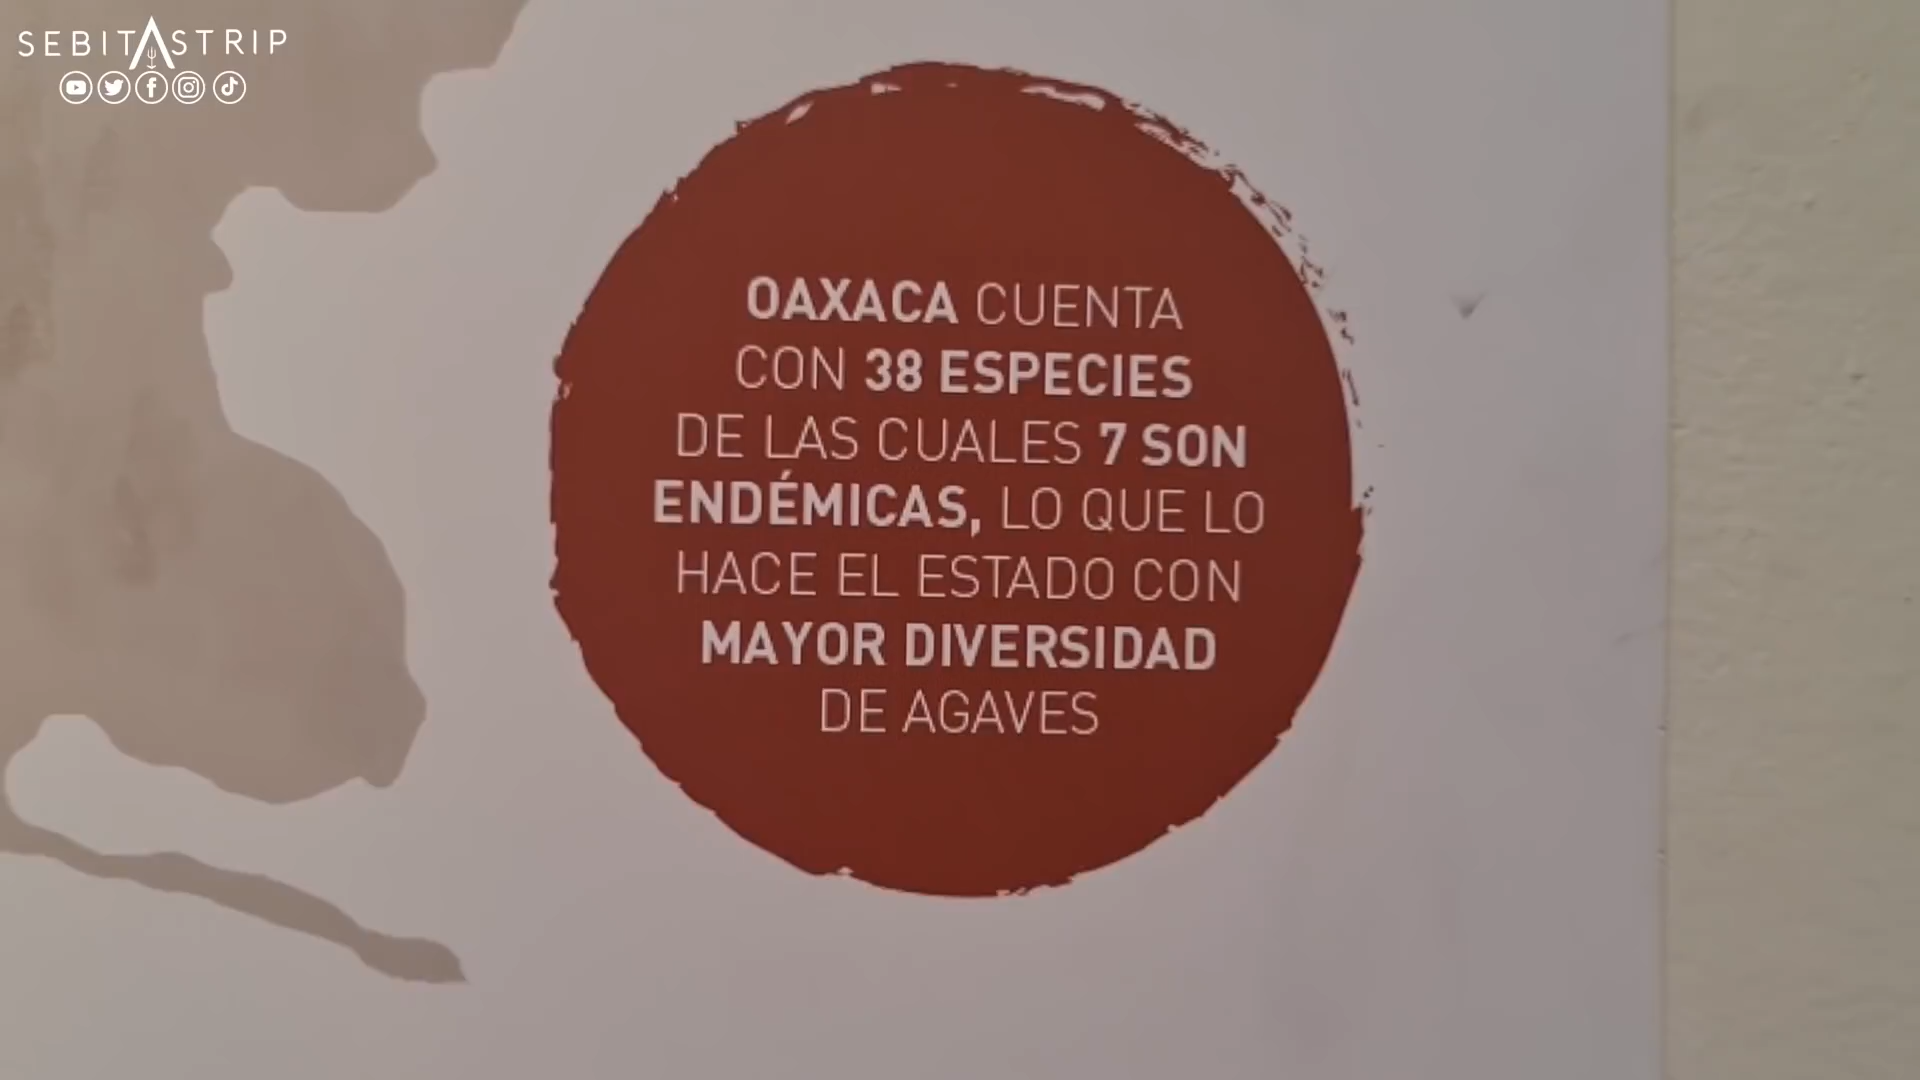 SEBITASTRIP
OAXACA CUENTA
CON 38 ESPECIES
DE LAS CUALES 7 SON
ENDÉMICAS, LO QUE LO
HACE EL ESTADO CON
MAYOR DIVERSIDAD
DE AGAVES